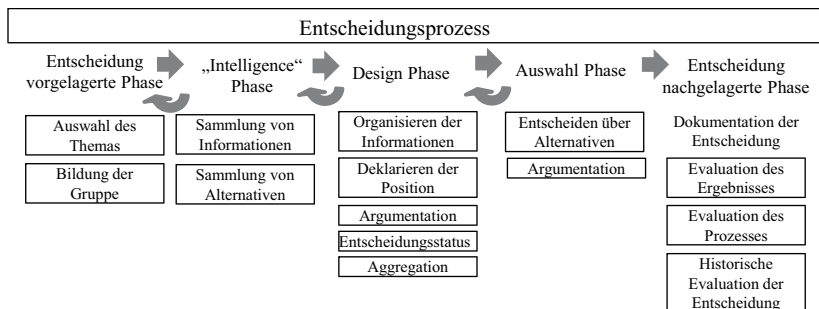 Entscheidungsprozess
Entscheidung
vorgelagerte Phase
„Intelligence“
Phase
Design Phase
Auswahl Phase
Entscheidung
nachgelagerte Phase
Auswahl des
Themas
Bildung der
Gruppe
Sammlung von
Informationen
Sammlung von
Alternativen
Organisieren der
Informationen
Deklarieren der
Position
Argumentation
Entscheidungsstatus
Aggregation
Entscheiden über
Alternativen
Argumentation
Dokumentation der
Entscheidung
Evaluation des
Ergebnisses
Evaluation des
Prozesses
Historische
Evaluation der
Entscheidung